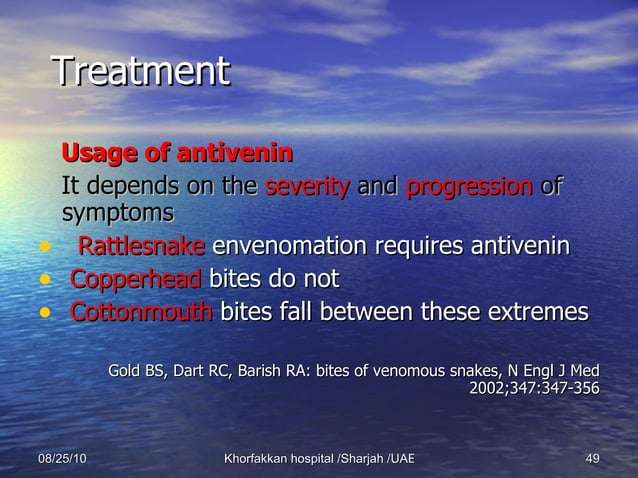 Treatment
Usage of antivenin
It depends on the severity and progression of
symptoms
• Rattlesnake envenomation requires antivenin
• Copperhead bites do not
• Cottonmouth bites fall between these extremes
Gold BS, Dart RC, Barish RA: bites of venomous snakes, N Engl J Med
2002;347:347-356
08/25/10 Khorfakkan hospital /Sharjah /UAE 49